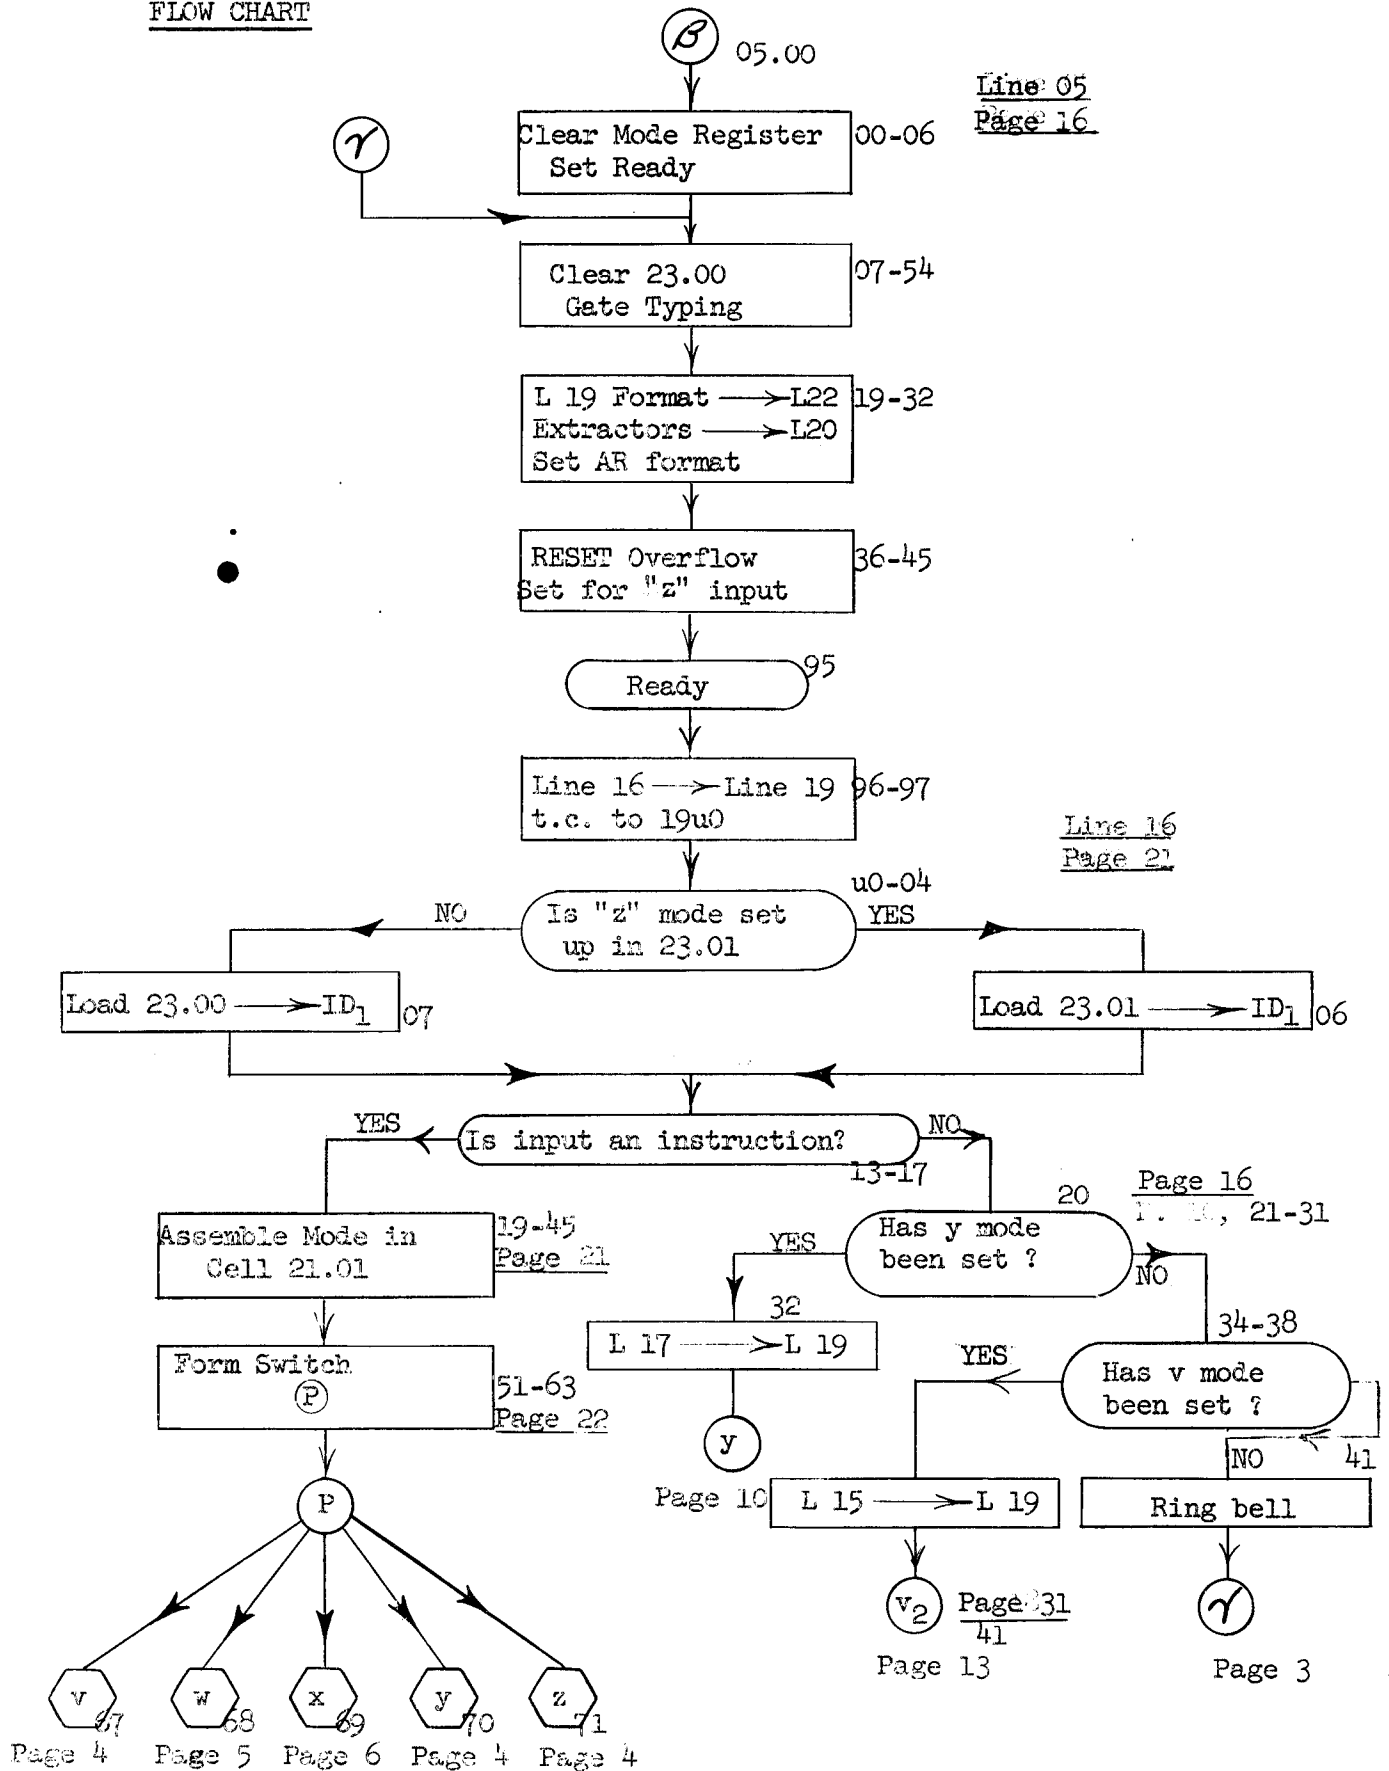 FLOW CHART
β
05.00
Line 05
Page 16
γ
Clear Mode Register
Set Ready
00-06
Clear 23.00
Gate Typing
07-54
L 19 Format → L22
Extractors → L20
Set AR format
19-32
RESET Overflow
Set for "z" input
36-45
Ready
95
Line 16 → Line 19
t.c. to 19u0
96-97
Line 16
Page 21
u0-04
Is "z" mode set
up in 23.01
NO
YES
Load 23.00 → ID1
07
Load 23.01 → ID1
06
Is input an instruction?
YES
NO
13-17
Page 16
21-31
20
Has y mode
been set ?
YES
NO
Assemble Mode in
Cell 21.01
19-45
Page 21
32
L 17 → L 19
34-38
Has v mode
been set ?
YES
NO
41
Form Switch
P
51-63
Page 22
y
Page 10
L 15 → L 19
Ring bell
P
v2
Page 31
41
Page 13
γ
Page 3
v
67
w
68
x
69
y
70
z
71
Page 4
Page 5
Page 6
Page 4
Page 4